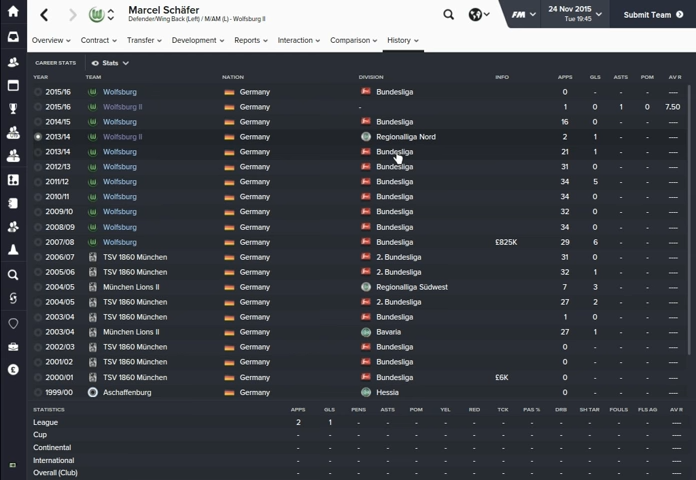 Marcel Schäfer
Defender/Wing Back (Left) / M/AM (L) - Wolfsburg II
FM
24 Nov 2015
Tue 19:45
Submit Team
Overview Contract Transfer Development Reports Interaction Comparison History
CAREER STATS Stats
YEAR TEAM NATION DIVISION INFO APPS GLS ASTS POM AV R
2015/16 Wolfsburg Germany Bundesliga 0 - - - ---
2015/16 Wolfsburg II Germany - 1 0 1 0 7.50
2014/15 Wolfsburg Germany Bundesliga 16 0 - - ---
2013/14 Wolfsburg II Germany Regionalliga Nord 2 1 - - ---
2013/14 Wolfsburg Germany Bundesliga 21 1 - - ---
2012/13 Wolfsburg Germany Bundesliga 31 0 - - ---
2011/12 Wolfsburg Germany Bundesliga 34 5 - - ---
2010/11 Wolfsburg Germany Bundesliga 34 0 - - ---
2009/10 Wolfsburg Germany Bundesliga 32 0 - - ---
2008/09 Wolfsburg Germany Bundesliga 34 0 - - ---
2007/08 Wolfsburg Germany Bundesliga £825K 29 6 - - ---
2006/07 TSV 1860 München Germany 2. Bundesliga 31 0 - - ---
2005/06 TSV 1860 München Germany 2. Bundesliga 32 1 - - ---
2004/05 München Lions II Germany Regionalliga Südwest 7 3 - - ---
2004/05 TSV 1860 München Germany 2. Bundesliga 27 2 - - ---
2003/04 TSV 1860 München Germany Bundesliga 1 0 - - ---
2003/04 München Lions II Germany Bavaria 27 1 - - ---
2002/03 TSV 1860 München Germany Bundesliga 0 - - - ---
2001/02 TSV 1860 München Germany Bundesliga 0 - - - ---
2000/01 TSV 1860 München Germany Bundesliga £6K 0 - - - ---
1999/00 Aschaffenburg Germany Hessia 0 - - - ---
STATISTICS APPS GLS PENS ASTS POM YEL RED TCK PAS % DRB SH TAR FOULS FLS AG AV R
League 2 1 - - - - - - - - - - - ---
Cup - - - - - - - - - - - - - ---
Continental - - - - - - - - - - - - - ---
International - - - - - - - - - - - - - ---
Overall (Club) - - - - - - - - - - - - - ---